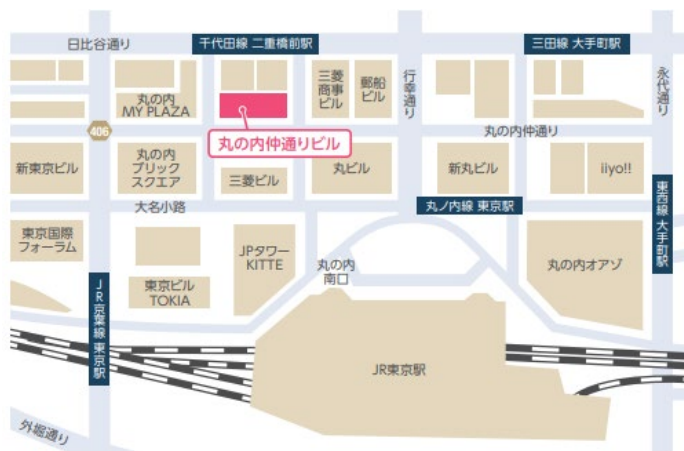 日比谷通り
千代田線 二重橋前駅
三田線 大手町駅
丸の内
MY PLAZA
三菱
商事
ビル
郵船
ビル
行幸通り
永代通り
406
丸の内仲通りビル
丸の内仲通り
新東京ビル
丸の内
ブリック
スクエア
三菱ビル
丸ビル
新丸ビル
iiyo!!
大名小路
丸ノ内線 東京駅
東西線 大手町駅
東京国際
フォーラム
JPタワー
KITTE
丸の内
南口
丸の内オアゾ
東京ビル
TOKIA
JR京葉線 東京駅
JR東京駅
外堀通り